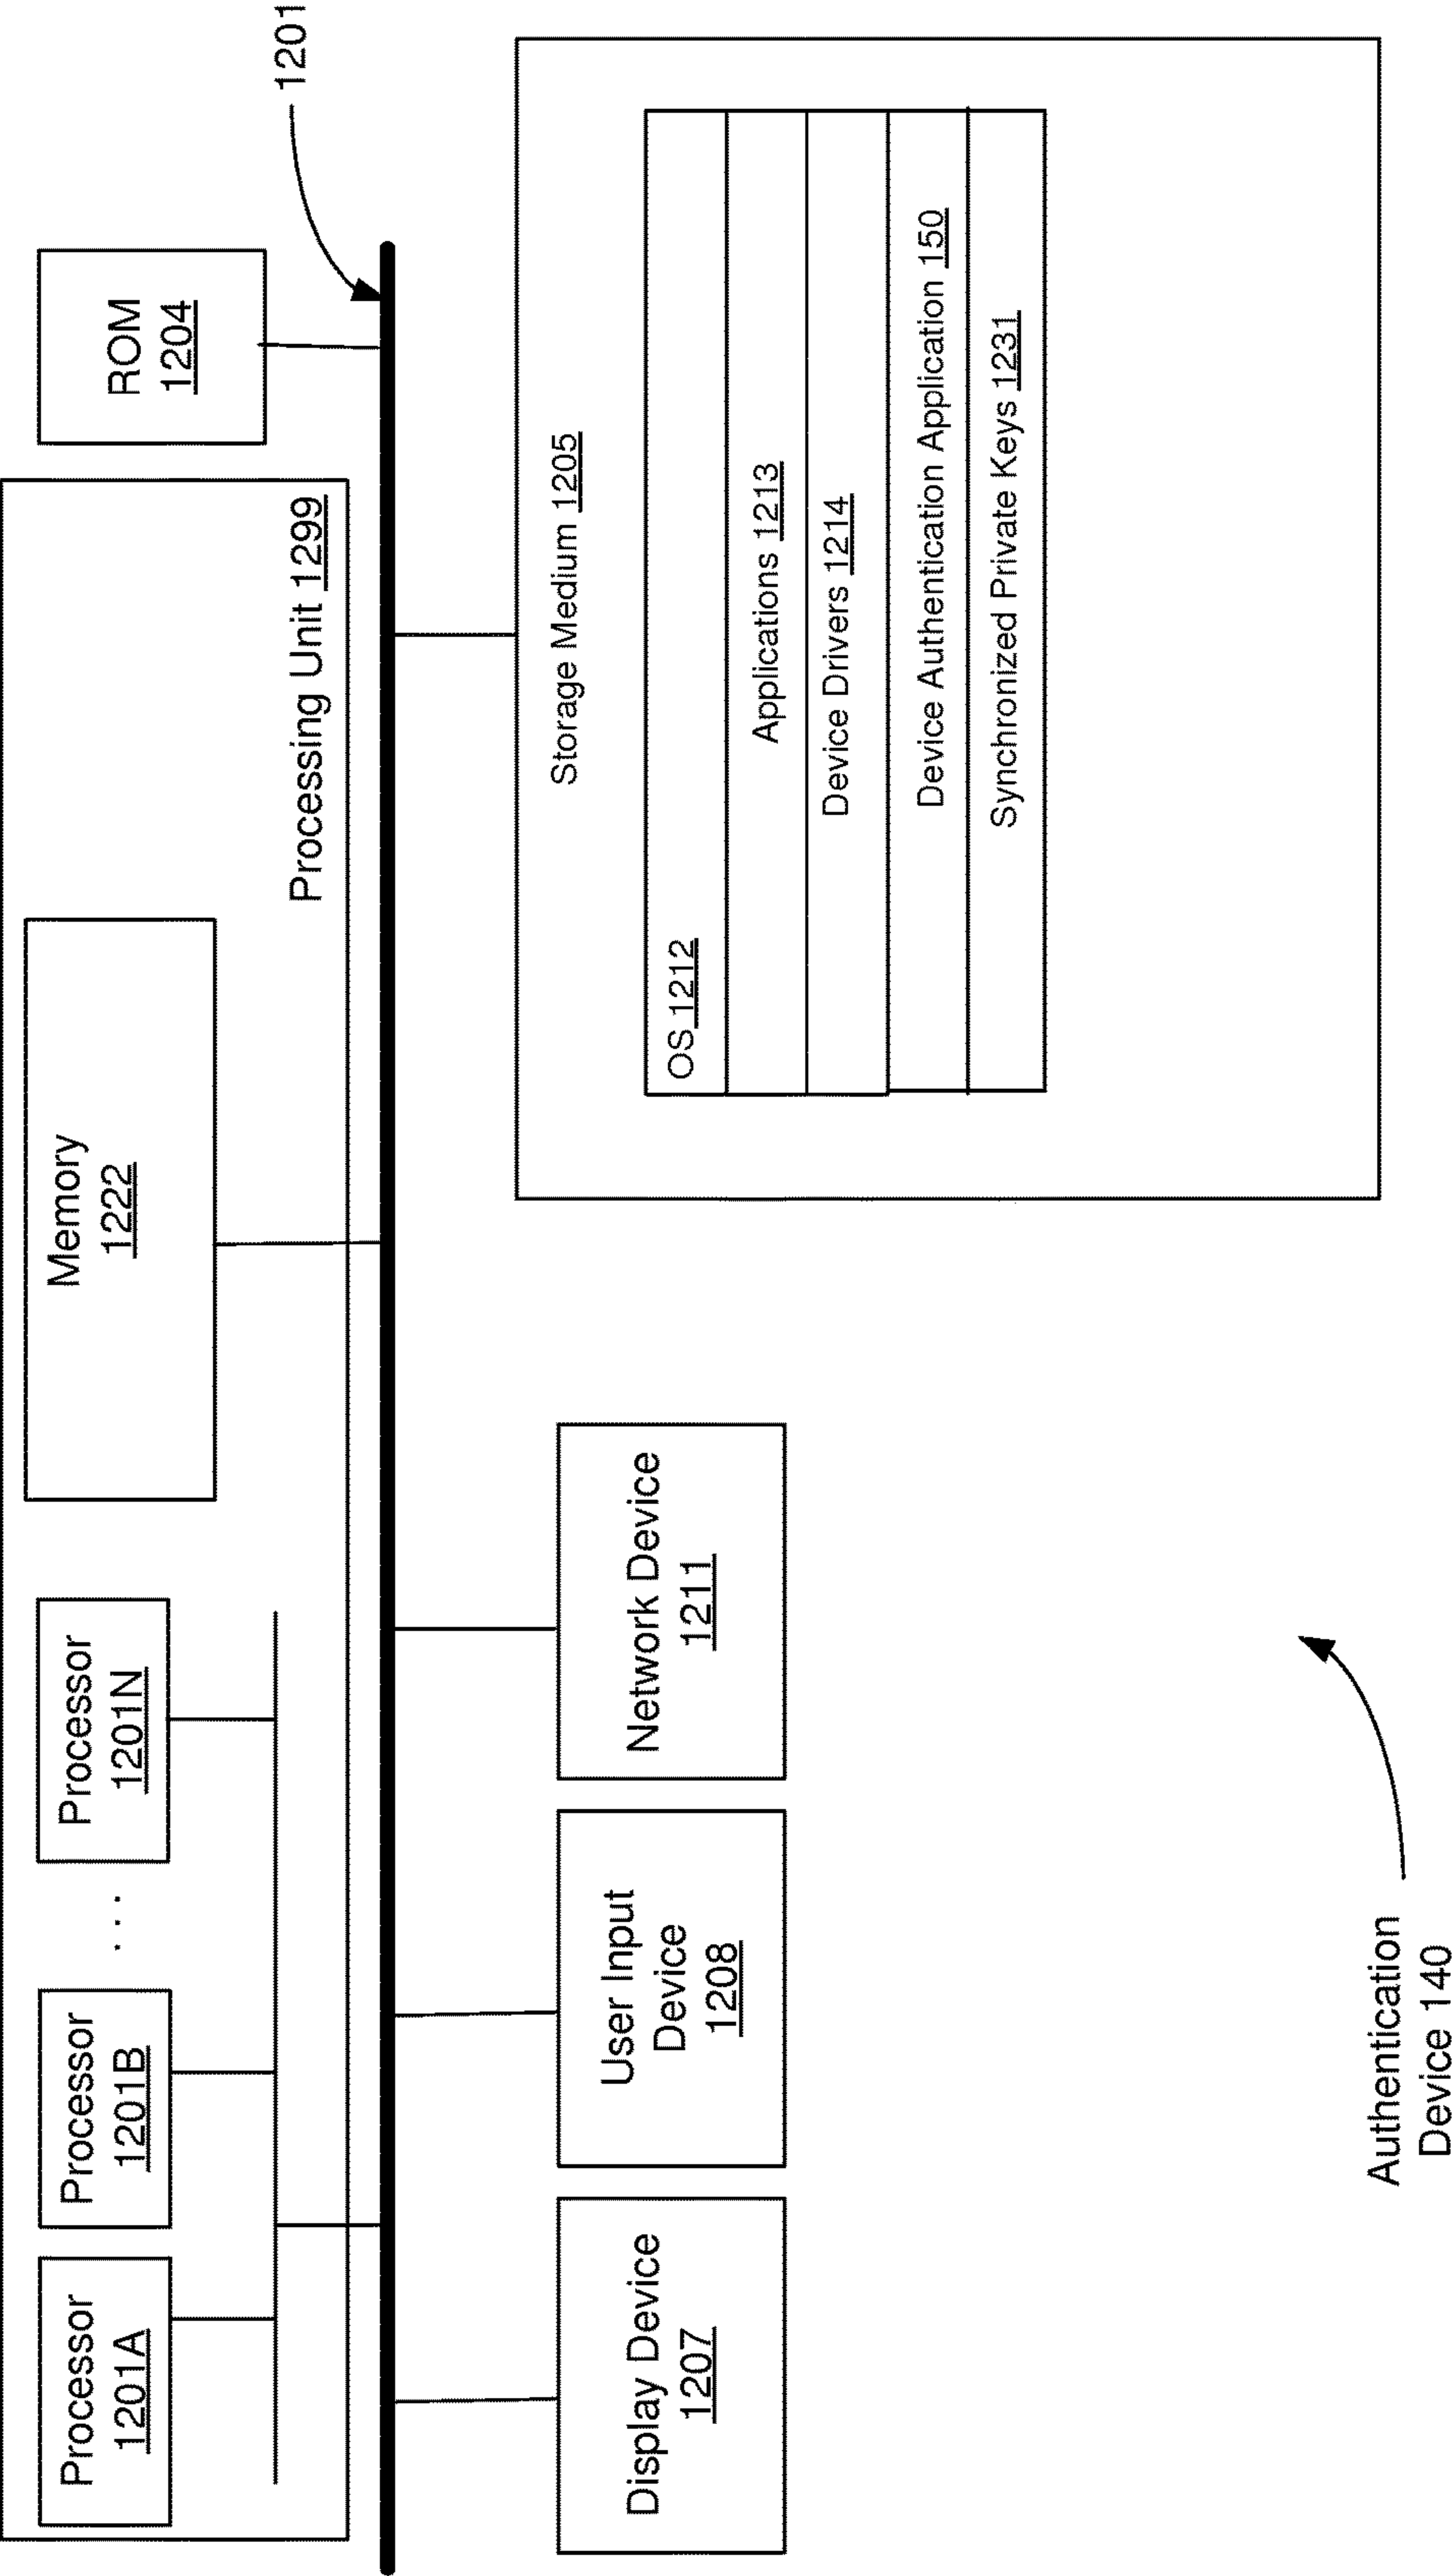 Processor
1201A
Processor
1201B
. . .
Processor
1201N
Memory
1222
Processing Unit 1299
ROM
1204
1201
Display Device
1207
User Input
Device
1208
Network Device
1211
Storage Medium 1205
OS 1212
Applications 1213
Device Drivers 1214
Device Authentication Application 150
Synchronized Private Keys 1231
Authentication
Device 140